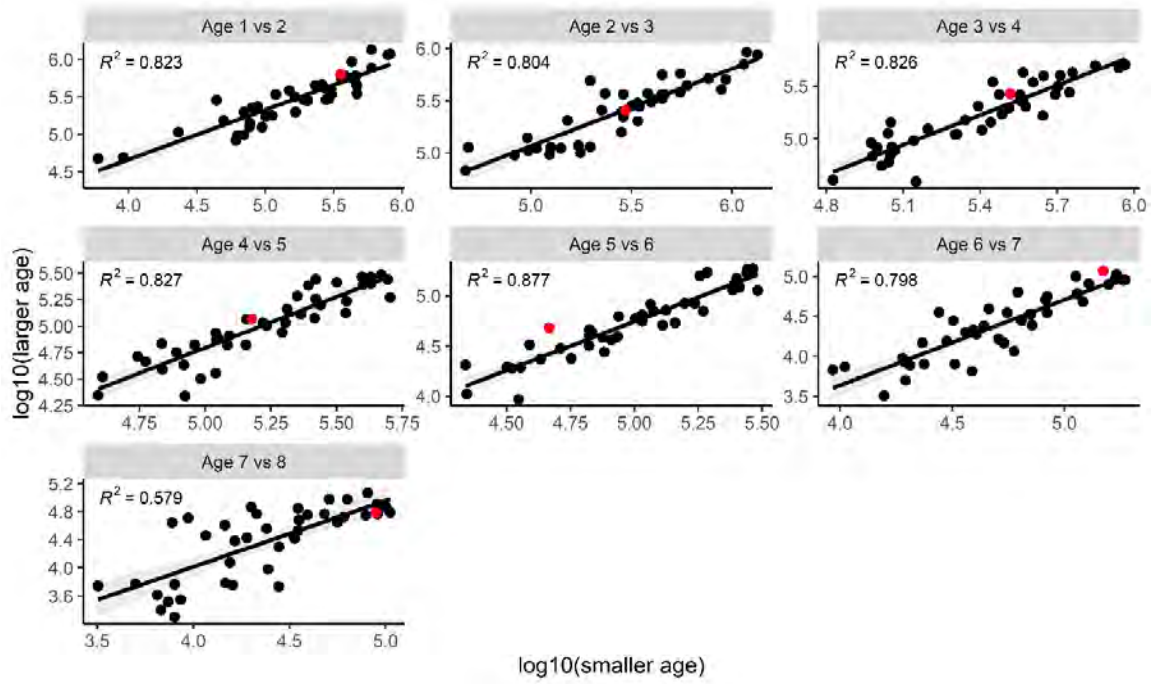 Age 1 vs 2
Age 2 vs 3
Age 3 vs 4
R² = 0.823
R² = 0.804
R² = 0.826
6.0
5.5
5.0
4.5
6.0
5.5
5.0
5.5
5.0
4.0 4.5 5.0 5.5 6.0
5.0 5.5 6.0
4.8 5.1 5.4 5.7 6.0
Age 4 vs 5
Age 5 vs 6
Age 6 vs 7
R² = 0.827
R² = 0.877
R² = 0.798
5.50
5.25
5.00
4.75
4.50
4.25
5.0
4.5
4.0
5.0
4.5
4.0
3.5
4.75 5.00 5.25 5.50 5.75
4.50 4.75 5.00 5.25 5.50
4.0 4.5 5.0
Age 7 vs 8
R² = 0.579
5.2
4.8
4.4
4.0
3.6
3.5 4.0 4.5 5.0
log10(larger age)
log10(smaller age)